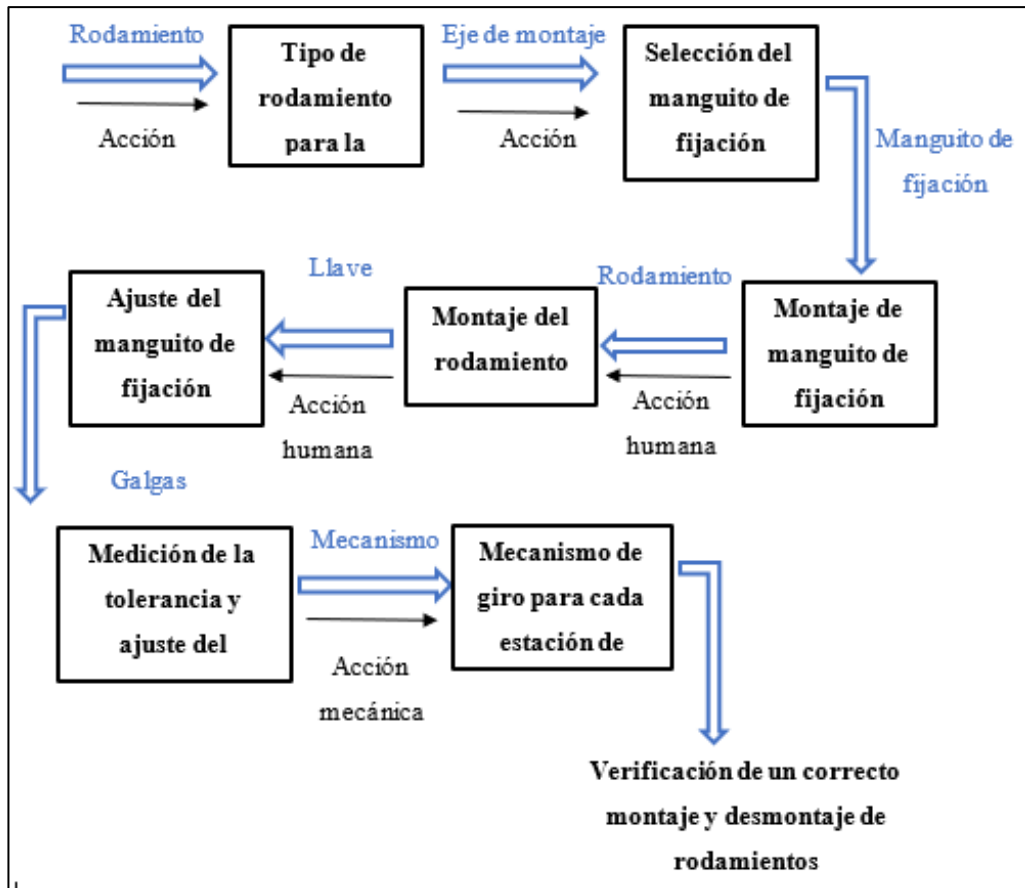 Rodamiento
Acción
Tipo de
rodamiento
para la
Eje de montaje
Acción
Selección del
manguito de
fijación
Manguito de
fijación
Montaje de
manguito de
fijación
Rodamiento
Acción
humana
Montaje del
rodamiento
Llave
Acción
humana
Ajuste del
manguito de
fijación
Galgas
Medición de la
tolerancia y
ajuste del
Mecanismo
Acción
mecánica
Mecanismo de
giro para cada
estación de
Verificación de un correcto
montaje y desmontaje de
rodamientos